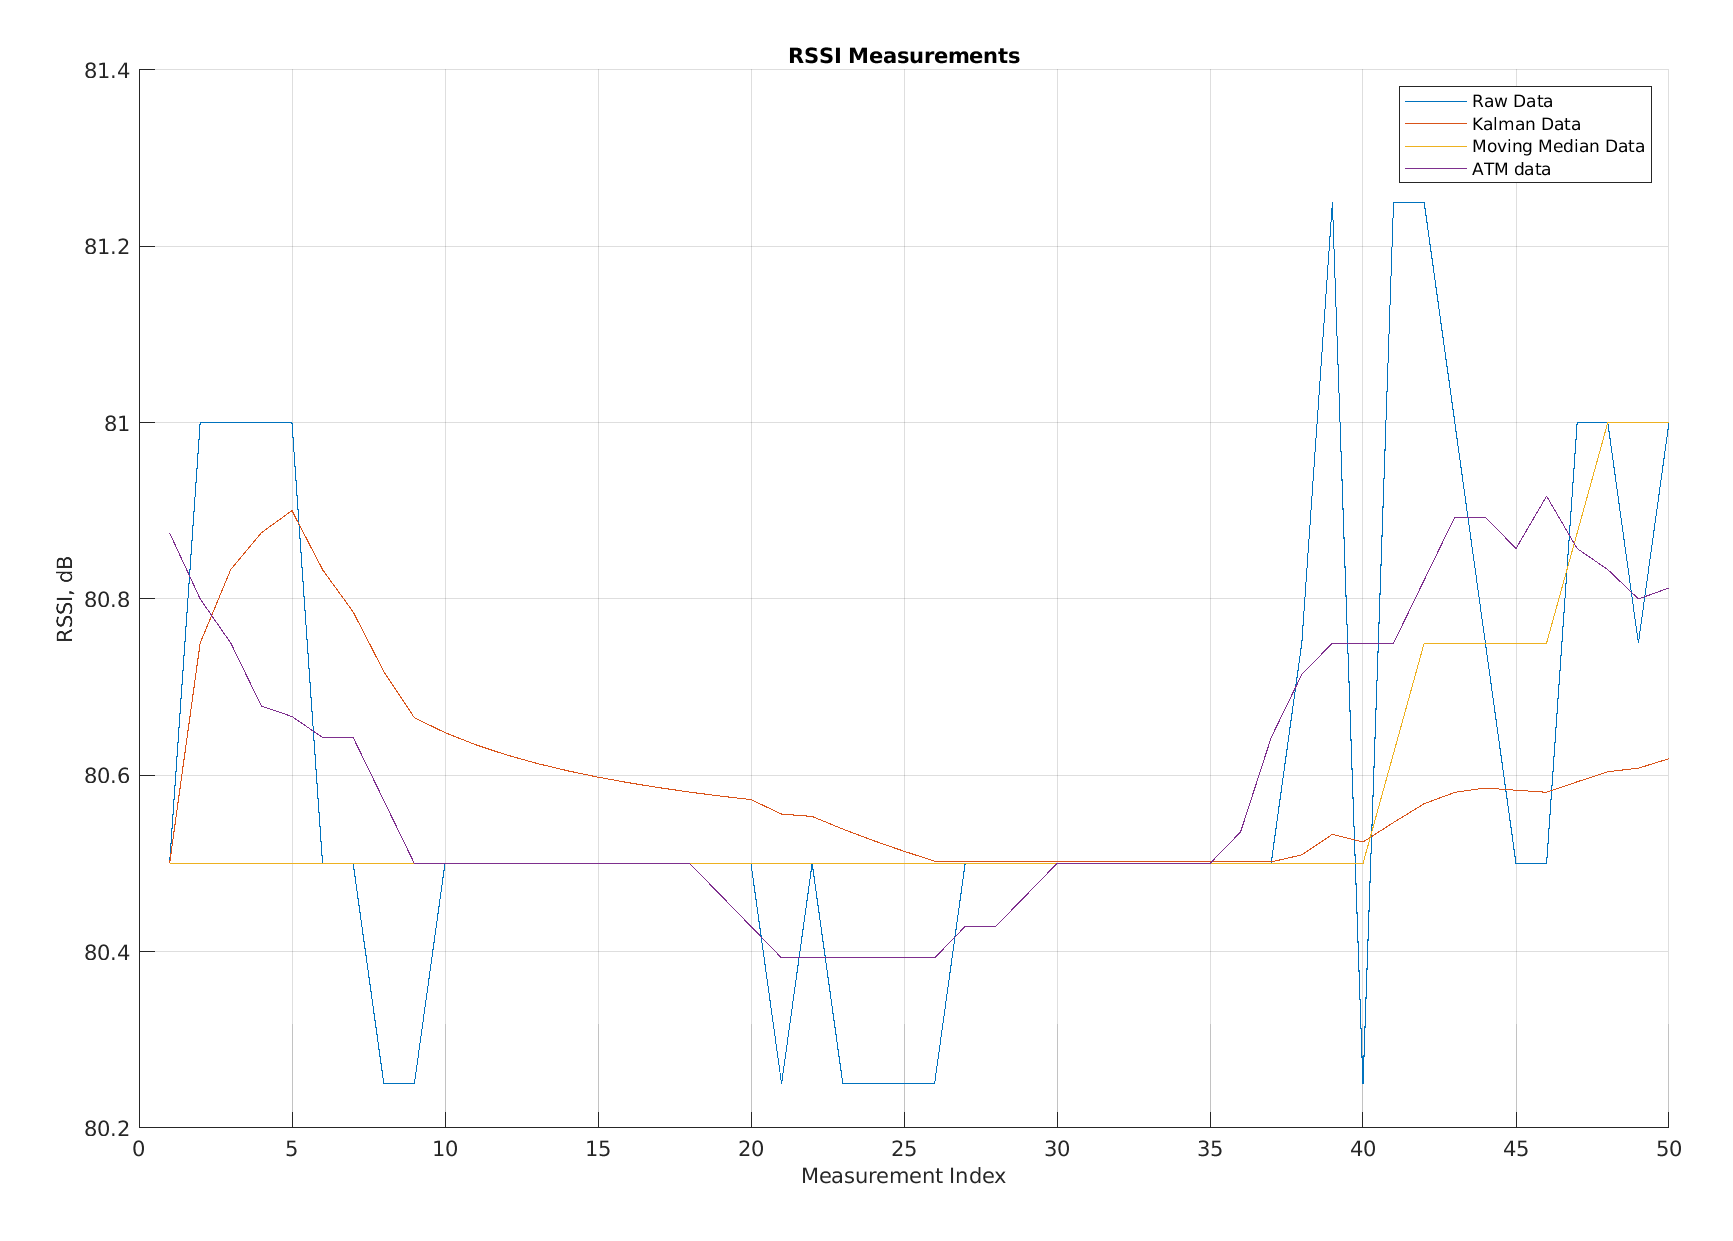 RSSI Measurements
81.4
81.2
81
80.8
80.6
80.4
80.2
RSSI, dB
Raw Data
Kalman Data
Moving Median Data
ATM data
0 5 10 15 20 25 30 35 40 45 50
Measurement Index